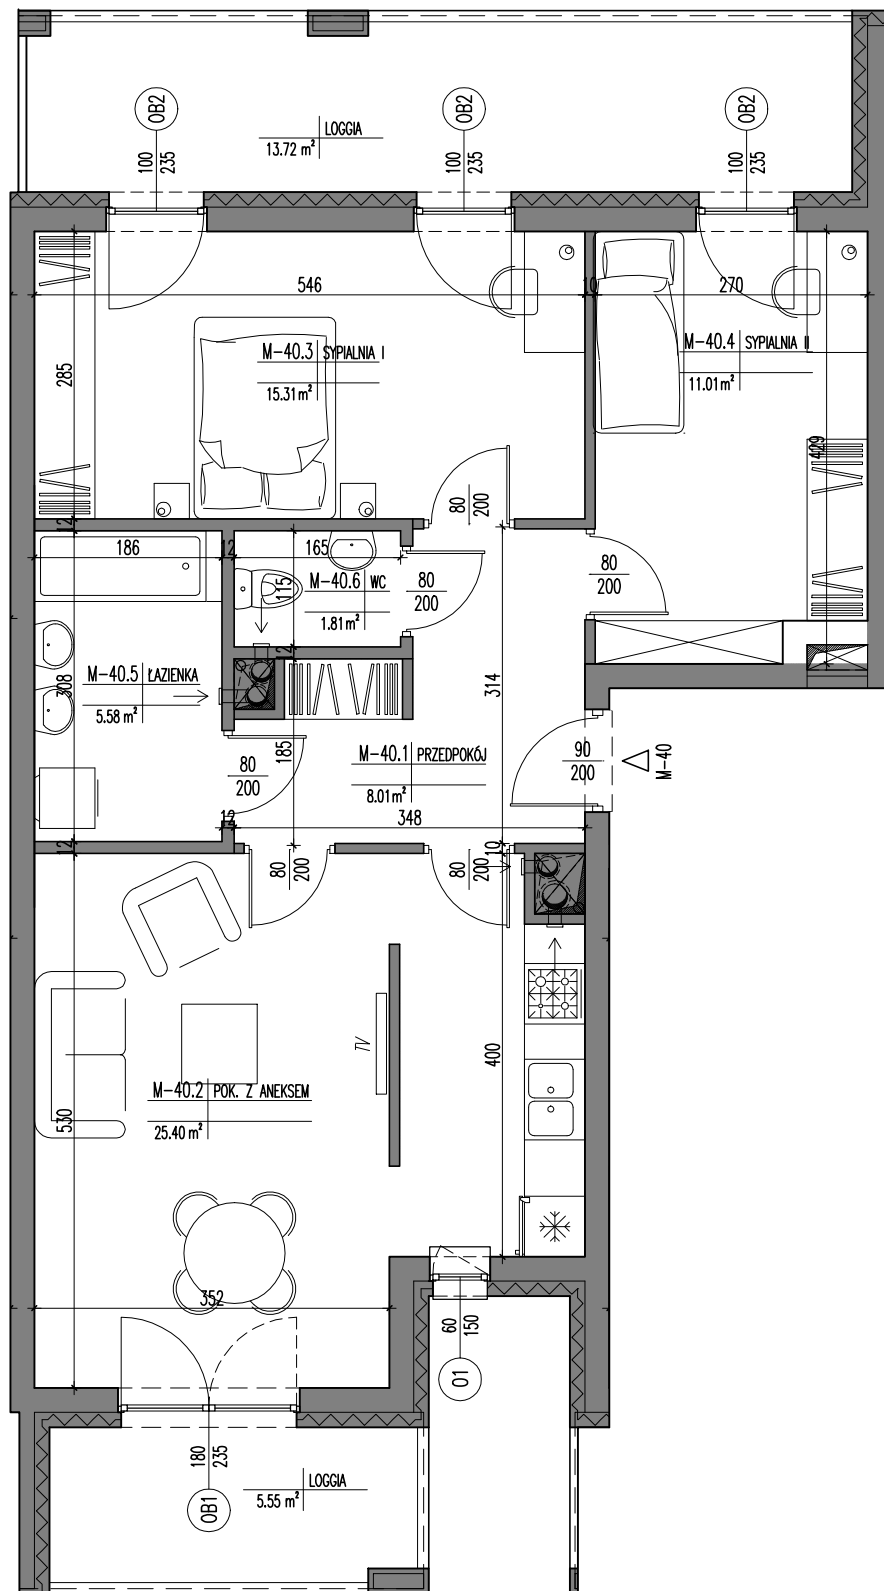 OB2
OB2
OB2
LOGGIA
13.72 m²
100
235
100
235
100
235
546
10
270
M-40.3 SYPIALNIA I
15.31 m²
M-40.4 SYPIALNIA II
11.01 m²
285
429
80
200
12
186
12
165
M-40.6 WC
1.81 m²
115
80
200
80
200
12
M-40.5 ŁAZIENKA
5.58 m²
308
314
185
M-40.1 PRZEDPOKÓJ
8.01 m²
80
200
90
200
M-40
12
348
12
80
200
80
200
10
TV
400
M-40.2 POK. Z ANEKSEM
25.40 m²
530
352
60
150
O1
180
235
OB1
LOGGIA
5.55 m²